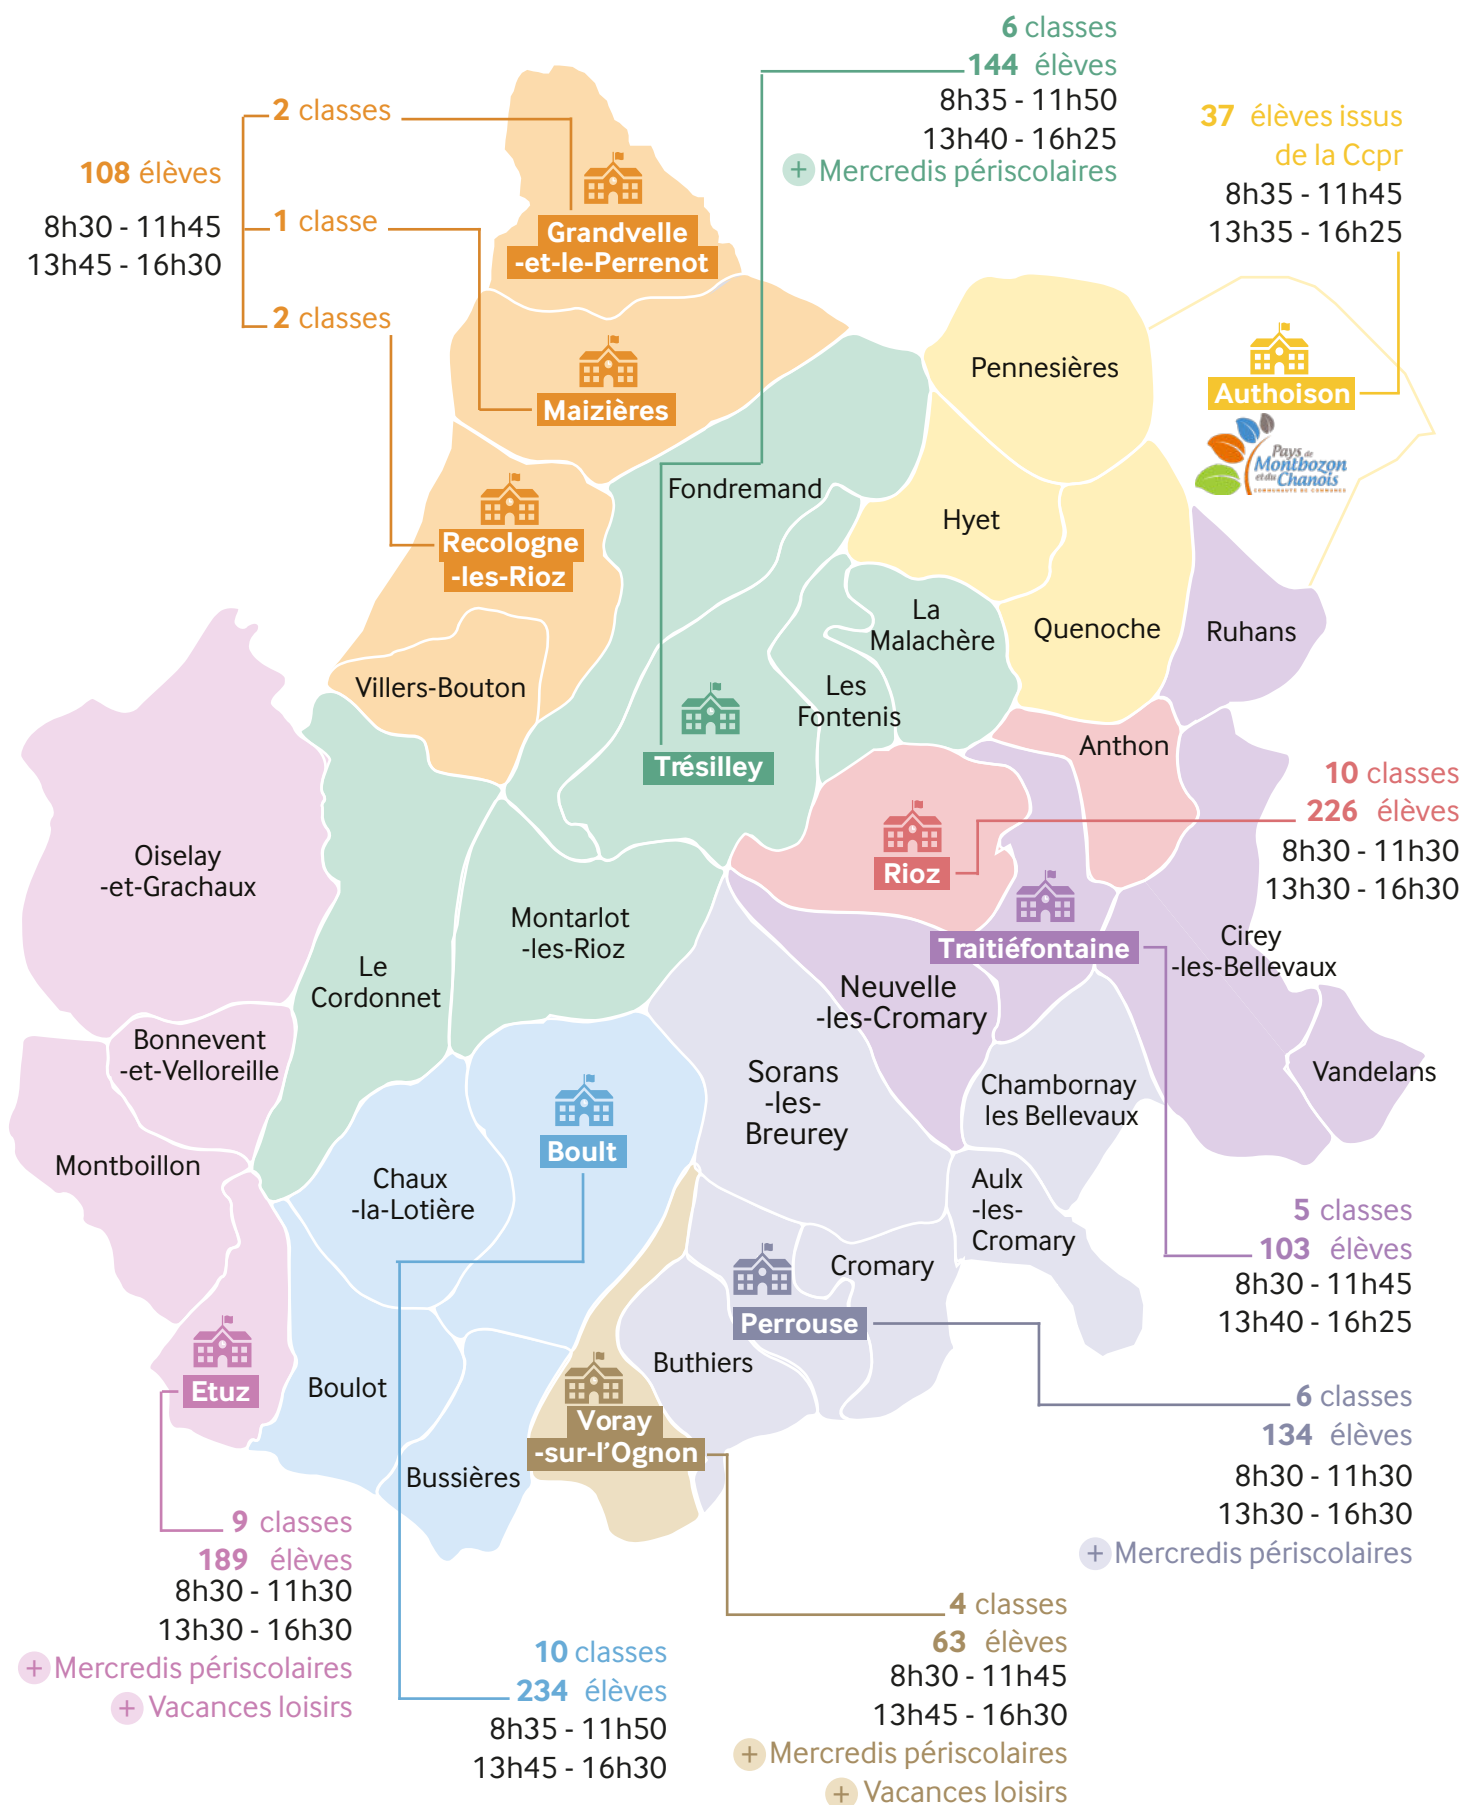 6 classes
144 élèves
8h35 - 11h50
13h40 - 16h25
+ Mercredis périscolaires
37 élèves issus
de la Ccpr
8h35 - 11h45
13h35 - 16h25
2 classes
108 élèves
8h30 - 11h45
13h45 - 16h30
1 classe
2 classes
Grandvelle
-et-le-Perrenot
Maizières
Pennesières
Authoison
Pays de
Montbozon
et du Chanois
COMMUNAUTÉ DE COMMUNES
Fondremand
Hyet
Recologne
-les-Rioz
La
Malachère
Quenoche
Ruhans
Villers-Bouton
Les
Fontenis
Trésilley
Anthon
10 classes
226 élèves
8h30 - 11h30
13h30 - 16h30
Oiselay
-et-Grachaux
Rioz
Montarlot
-les-Rioz
Traitiéfontaine
Cirey
-les-Bellevaux
Le
Cordonnet
Neuvelle
-les-Cromary
Bonnevent
-et-Velloreille
Sorans
-les-
Breurey
Chambornay
les Bellevaux
Vandelans
Boult
Montboillon
Chaux
-la-Lotière
Aulx
-les-
Cromary
5 classes
103 élèves
8h30 - 11h45
13h40 - 16h25
Cromary
Perrouse
Buthiers
Etuz
Boulot
Voray
-sur-l'Ognon
Bussières
6 classes
134 élèves
8h30 - 11h30
13h30 - 16h30
+ Mercredis périscolaires
9 classes
189 élèves
8h30 - 11h30
13h30 - 16h30
+ Mercredis périscolaires
+ Vacances loisirs
10 classes
234 élèves
8h35 - 11h50
13h45 - 16h30
4 classes
63 élèves
8h30 - 11h45
13h45 - 16h30
+ Mercredis périscolaires
+ Vacances loisirs